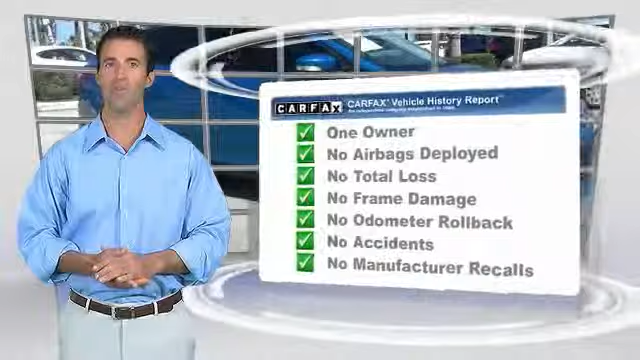 CARFAX CARFAX® Vehicle History Report™
One Owner
No Airbags Deployed
No Total Loss
No Frame Damage
No Odometer Rollback
No Accidents
No Manufacturer Recalls